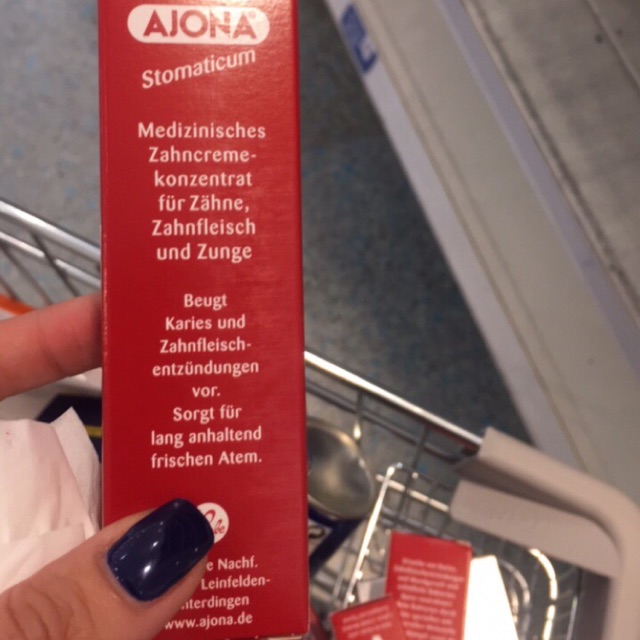 AJONA
Stomaticum
Medizinisches
Zahncreme-
konzentrat
für Zähne,
Zahnfleisch
und Zunge
Beugt
Karies und
Zahnfleisch-
entzündungen
vor.
Sorgt für
lang anhaltend
frischen Atem.
Nachf.
Leinfelden-
www.ajona.de